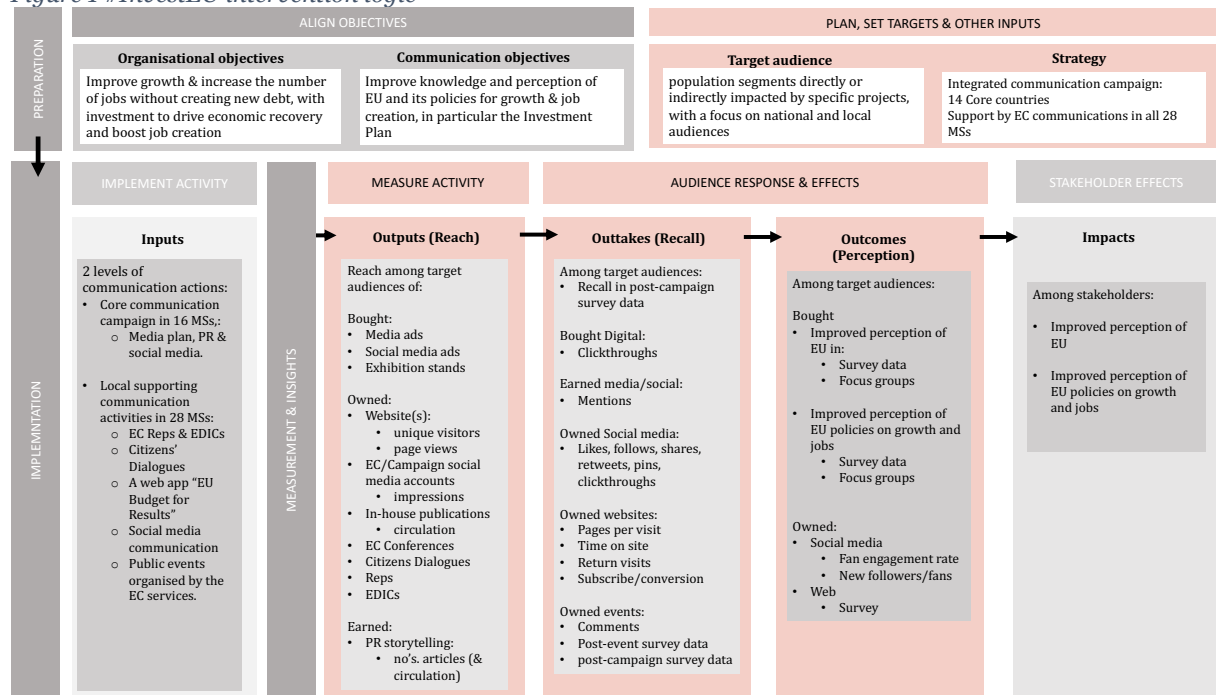 Figure 1 #InvestEU intervention logic
PREPARATION
ALIGN OBJECTIVES
PLAN, SET TARGETS & OTHER INPUTS
Organisational objectives
Improve growth & increase the number
of jobs without creating new debt, with
investment to drive economic recovery
and boost job creation
Communication objectives
Improve knowledge and perception of
EU and its policies for growth & job
creation, in particular the Investment
Plan
Target audience
population segments directly or
indirectly impacted by specific projects,
with a focus on national and local
audiences
Strategy
Integrated communication campaign:
14 Core countries
Support by EC communications in all 28
MSs
IMPLEMNTATION
IMPLEMENT ACTIVITY
Inputs
2 levels of
communication actions:
• Core communication
campaign in 16 MSs,:
o Media plan, PR &
social media.
• Local supporting
communication
activities in 28 MSs:
o EC Reps & EDICs
o Citizens’
Dialogues
o A web app “EU
Budget for
Results”
o Social media
communication
o Public events
organised by the
EC services.
MEASUREMENT & INSIGHTS
MEASURE ACTIVITY
Outputs (Reach)
Reach among target
audiences of:
Bought:
• Media ads
• Social media ads
• Exhibition stands
Owned:
• Website(s):
• unique visitors
• page views
• EC/Campaign social
media accounts
• impressions
• In-house publications
• circulation
• EC Conferences
• Citizens Dialogues
• Reps
• EDICs
Earned:
• PR storytelling:
• no’s. articles (&
circulation)
AUDIENCE RESPONSE & EFFECTS
Outtakes (Recall)
Among target audiences:
• Recall in post-campaign
survey data
Bought Digital:
• Clickthroughs
Earned media/social:
• Mentions
Owned Social media:
• Likes, follows, shares,
retweets, pins,
clickthroughs
Owned websites:
• Pages per visit
• Time on site
• Return visits
• Subscribe/conversion
Owned events:
• Comments
• Post-event survey data
• post-campaign survey data
Outcomes
(Perception)
Among target audiences:
Bought
• Improved perception of
EU in:
• Survey data
• Focus groups
• Improved perception of
EU policies on growth and
jobs
• Survey data
• Focus groups
Owned:
• Social media
• Fan engagement rate
• New followers/fans
• Web
• Survey
STAKEHOLDER EFFECTS
Impacts
Among stakeholders:
• Improved perception of
EU
• Improved perception of
EU policies on growth
and jobs